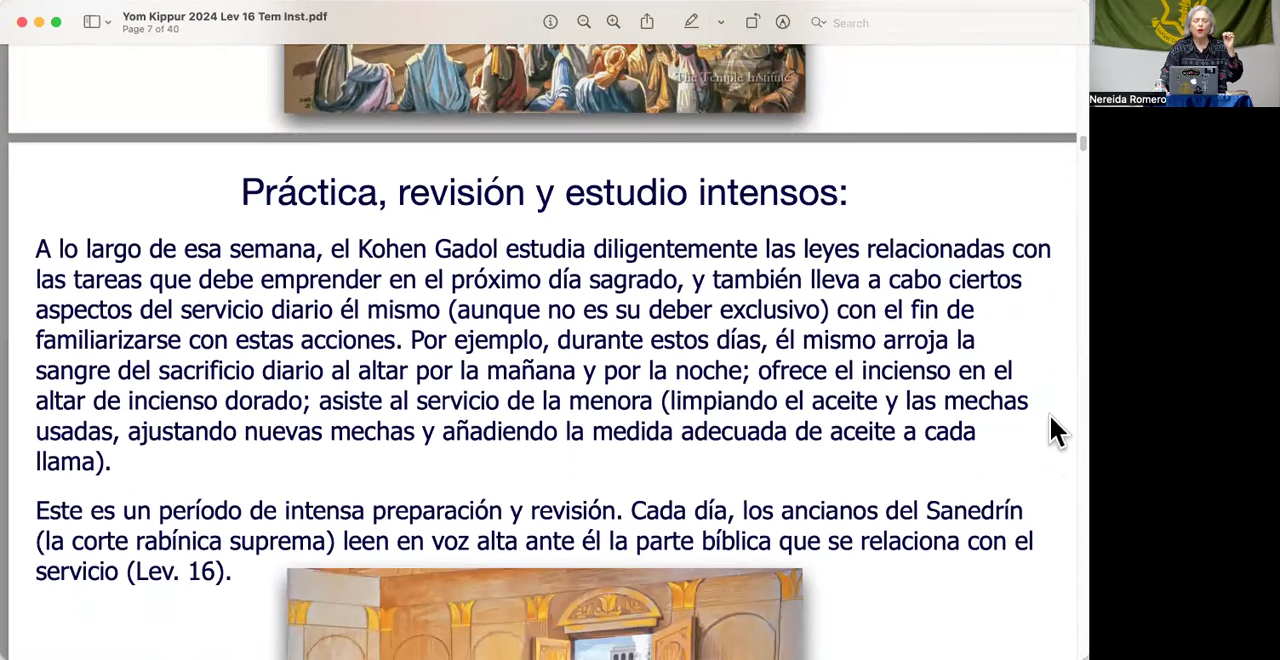 Yom Kippur 2024 Lev 16 Tem Inst.pdf
Page 7 of 40
Search
Nereida Romero
The Temple Institute
Práctica, revisión y estudio intensos:
A lo largo de esa semana, el Kohen Gadol estudia diligentemente las leyes relacionadas con
las tareas que debe emprender en el próximo día sagrado, y también lleva a cabo ciertos
aspectos del servicio diario él mismo (aunque no es su deber exclusivo) con el fin de
familiarizarse con estas acciones. Por ejemplo, durante estos días, él mismo arroja la
sangre del sacrificio diario al altar por la mañana y por la noche; ofrece el incienso en el
altar de incienso dorado; asiste al servicio de la menora (limpiando el aceite y las mechas
usadas, ajustando nuevas mechas y añadiendo la medida adecuada de aceite a cada
llama).
Este es un período de intensa preparación y revisión. Cada día, los ancianos del Sanedrín
(la corte rabínica suprema) leen en voz alta ante él la parte bíblica que se relaciona con el
servicio (Lev. 16).